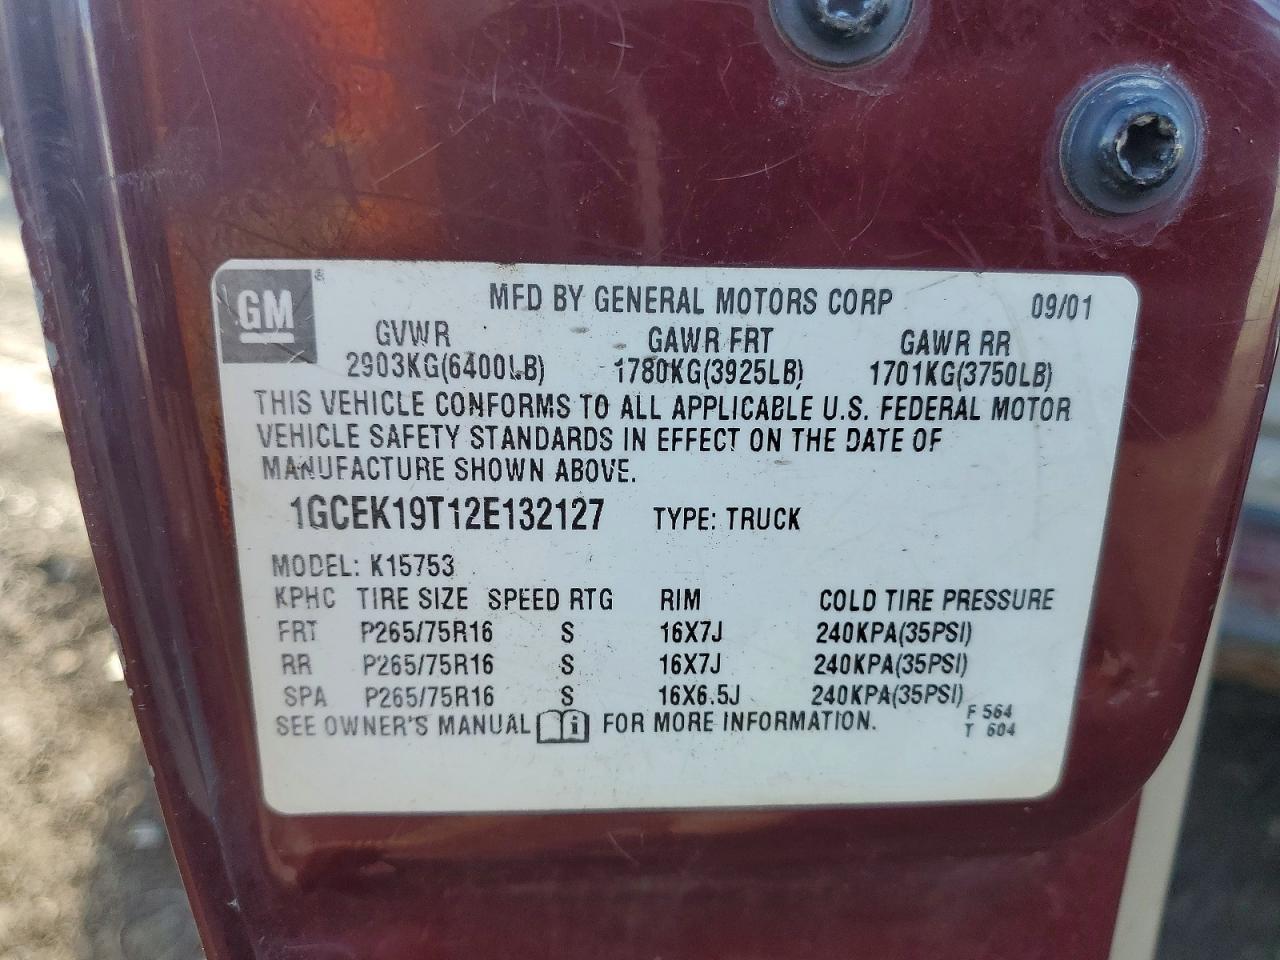 GM ®
MFD BY GENERAL MOTORS CORP 09/01
GVWR GAWR FRT GAWR RR
2903KG(6400LB) 1780KG(3925LB) 1701KG(3750LB)
THIS VEHICLE CONFORMS TO ALL APPLICABLE U.S. FEDERAL MOTOR
VEHICLE SAFETY STANDARDS IN EFFECT ON THE DATE OF
MANUFACTURE SHOWN ABOVE.
1GCEK19T12E132127 TYPE: TRUCK
MODEL: K15753
KPHC TIRE SIZE SPEED RTG RIM COLD TIRE PRESSURE
FRT P265/75R16 S 16X7J 240KPA(35PSI)
RR P265/75R16 S 16X7J 240KPA(35PSI)
SPA P265/75R16 S 16X6.5J 240KPA(35PSI)
SEE OWNER'S MANUAL i FOR MORE INFORMATION. F 564
T 604